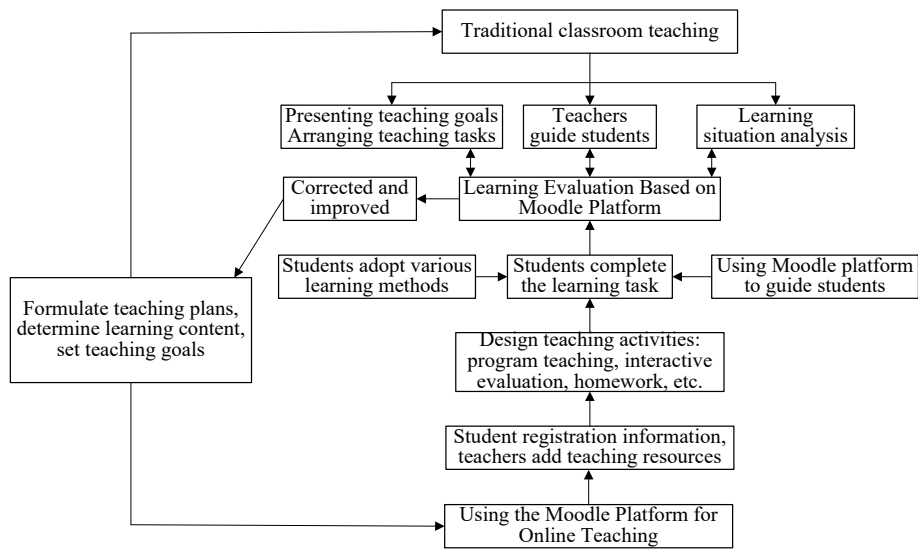 Traditional classroom teaching
Presenting teaching goals
Arranging teaching tasks
Teachers
guide students
Learning
situation analysis
Corrected and
improved
Learning Evaluation Based on
Moodle Platform
Students adopt various
learning methods
Students complete
the learning task
Using Moodle platform
to guide students
Formulate teaching plans,
determine learning content,
set teaching goals
Design teaching activities:
program teaching, interactive
evaluation, homework, etc.
Student registration information,
teachers add teaching resources
Using the Moodle Platform for
Online Teaching